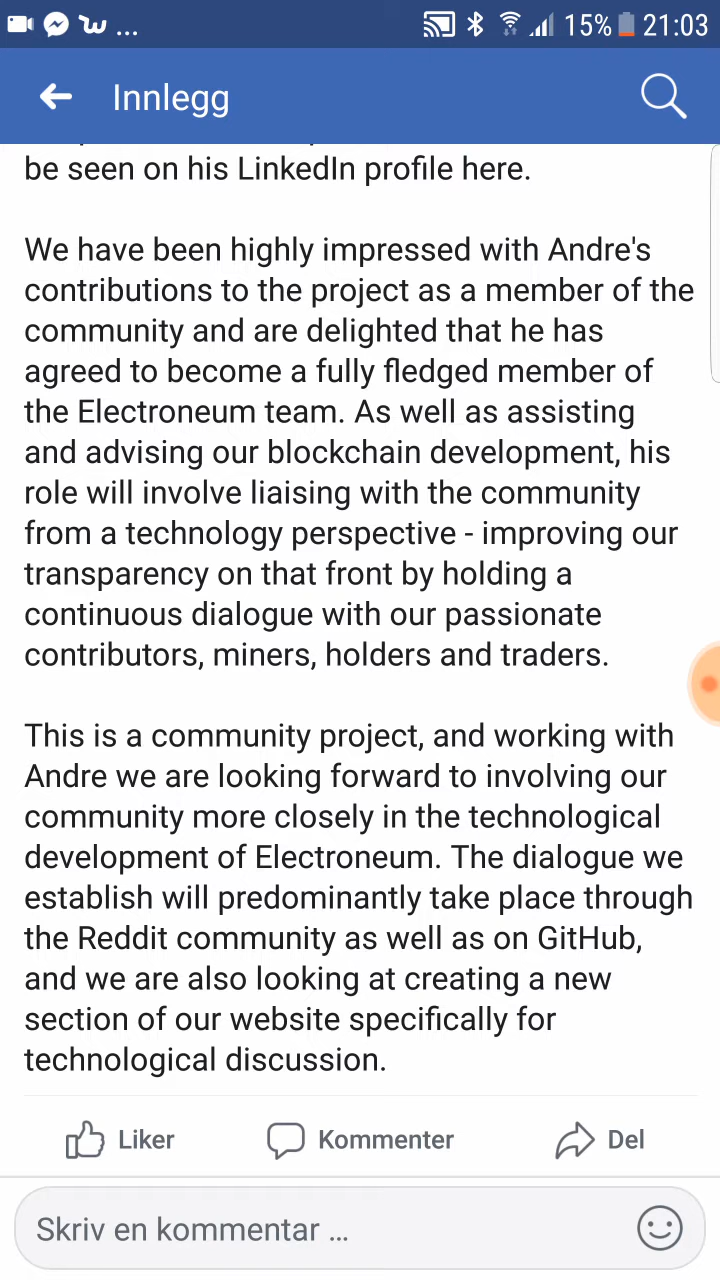 15% 21:03
Innlegg
be seen on his LinkedIn profile here.
We have been highly impressed with Andre's
contributions to the project as a member of the
community and are delighted that he has
agreed to become a fully fledged member of
the Electroneum team. As well as assisting
and advising our blockchain development, his
role will involve liaising with the community
from a technology perspective - improving our
transparency on that front by holding a
continuous dialogue with our passionate
contributors, miners, holders and traders.
This is a community project, and working with
Andre we are looking forward to involving our
community more closely in the technological
development of Electroneum. The dialogue we
establish will predominantly take place through
the Reddit community as well as on GitHub,
and we are also looking at creating a new
section of our website specifically for
technological discussion.
Liker Kommenter Del
Skriv en kommentar ...